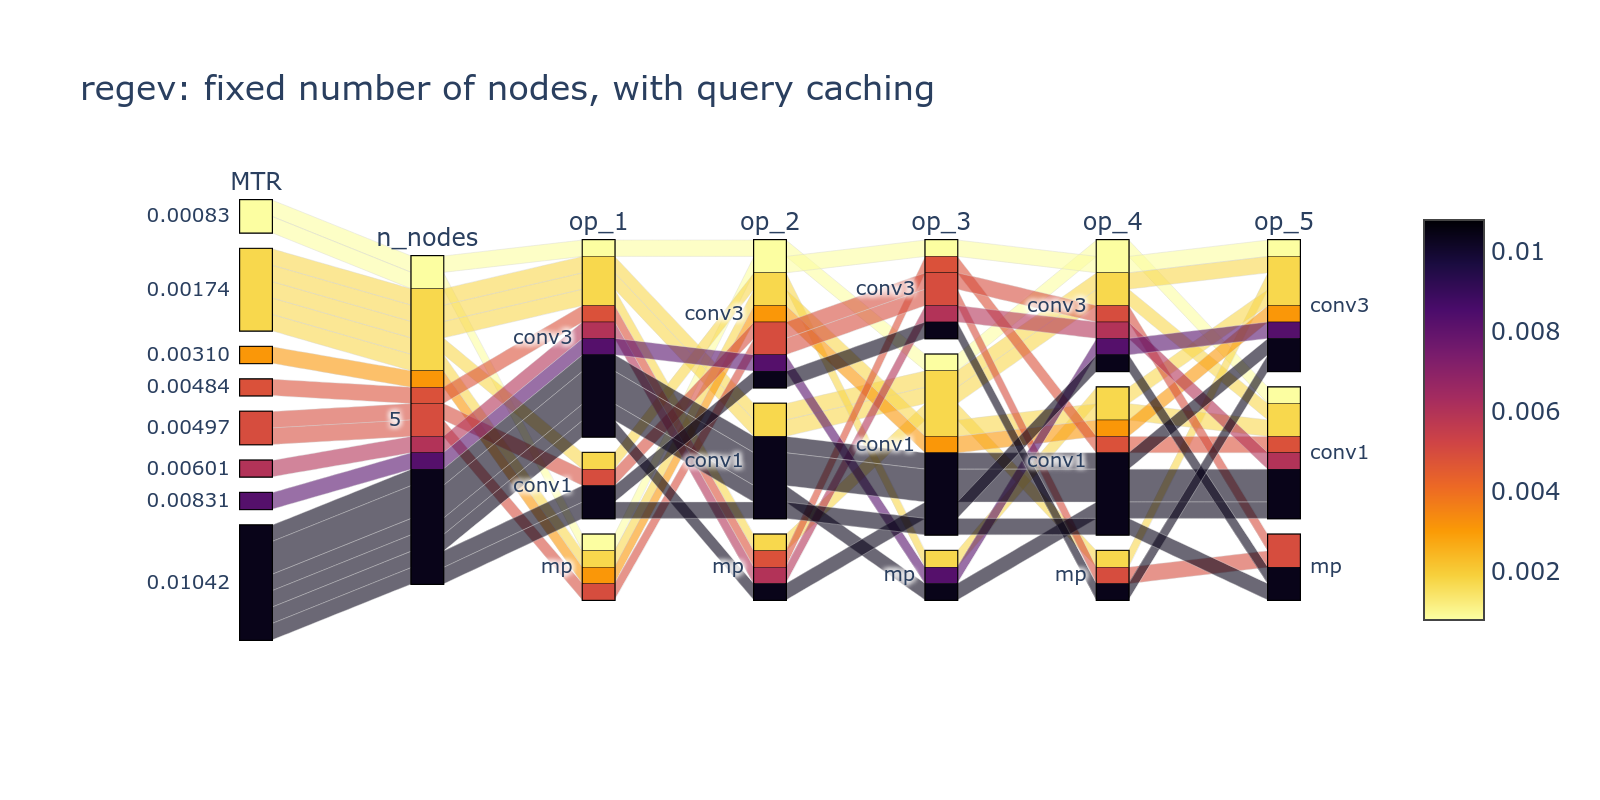 regev: fixed number of nodes, with query caching
MTR
0.00083
0.00174
0.00310
0.00484
0.00497
0.00601
0.00831
0.01042
n_nodes
5
op_1
conv3
conv1
mp
op_2
conv3
conv1
mp
op_3
conv3
conv1
mp
op_4
conv3
conv1
mp
op_5
conv3
conv1
mp
0.01
0.008
0.006
0.004
0.002